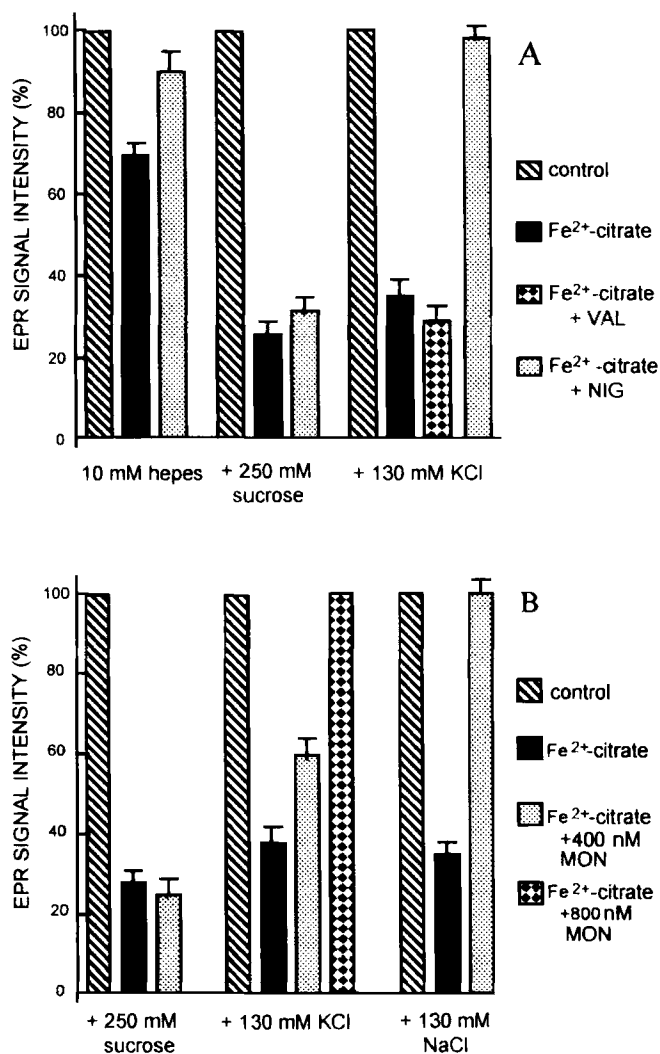 A
EPR SIGNAL INTENSITY (%)
100
80
60
40
20
0
control
Fe²⁺-citrate
Fe²⁺-citrate
+ VAL
Fe²⁺-citrate
+ NIG
10 mM hepes
+ 250 mM
sucrose
+ 130 mM KCl
B
EPR SIGNAL INTENSITY (%)
100
80
60
40
20
0
control
Fe²⁺-citrate
Fe²⁺-citrate
+400 nM
MON
Fe²⁺-citrate
+800 nM
MON
+ 250 mM
sucrose
+ 130 mM KCl
+ 130 mM
NaCl